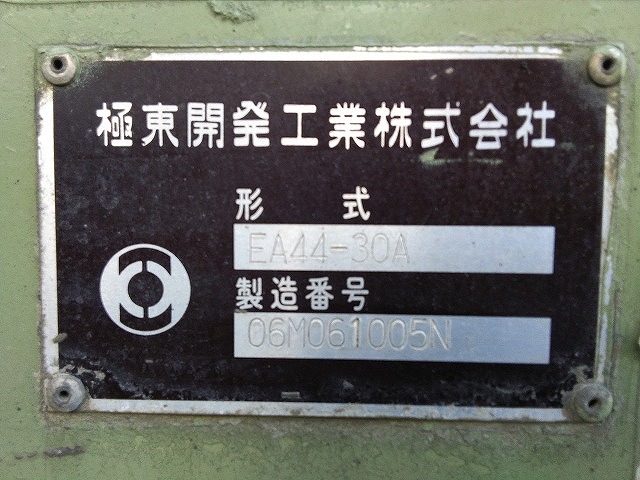 極東開発工業株式会社
形式
EA44-30A
製造番号
06M061005N